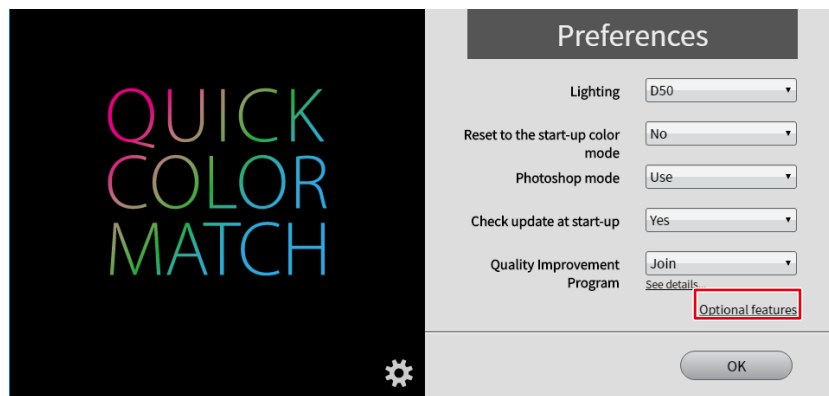 QUICK
COLOR
MATCH
Preferences
Lighting
D50
Reset to the start-up color
mode
No
Photoshop mode
Use
Check update at start-up
Yes
Quality Improvement
Program
Join
See details...
Optional features
OK